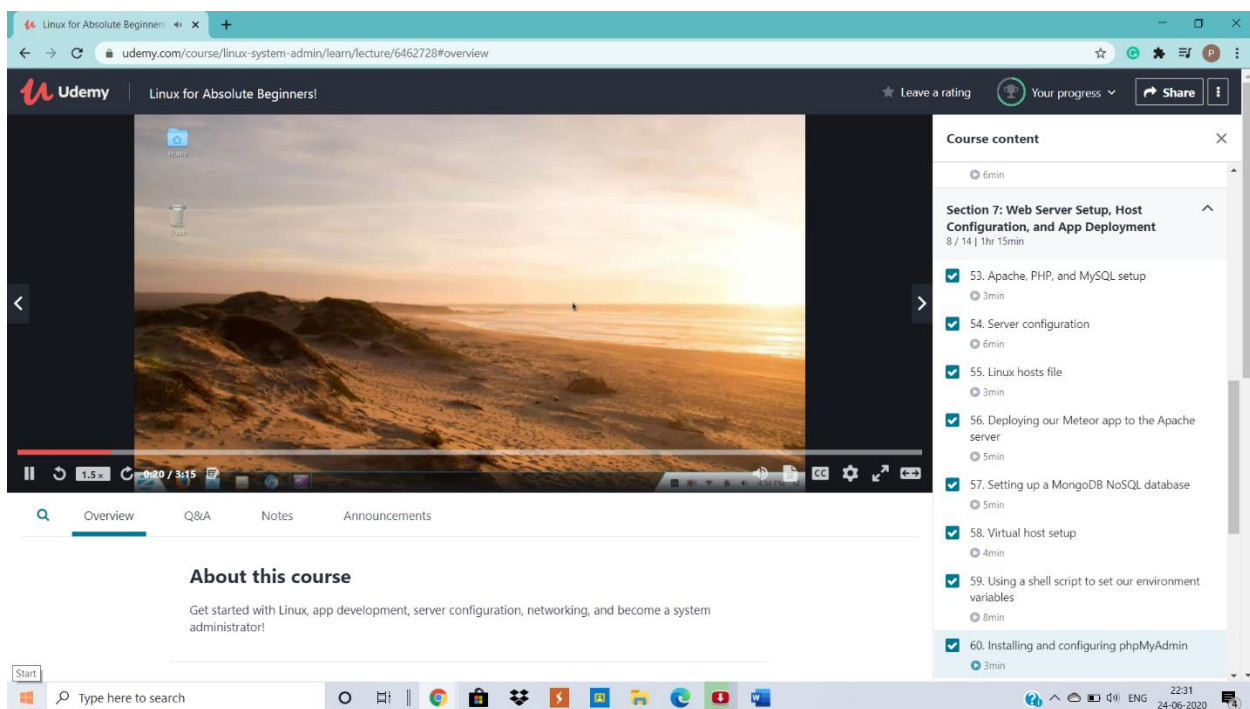 Linux for Absolute Beginners
udemy.com/course/linux-system-admin/learn/lecture/6462728#overview
P
Udemy
Linux for Absolute Beginners!
Leave a rating
Your progress
Share
Home
Trash
1.5x
0:20 / 3:15
CC
Course content
6min
Section 7: Web Server Setup, Host
Configuration, and App Deployment
8 / 14 | 1hr 15min
53. Apache, PHP, and MySQL setup
3min
54. Server configuration
6min
55. Linux hosts file
3min
56. Deploying our Meteor app to the Apache
server
5min
57. Setting up a MongoDB NoSQL database
5min
58. Virtual host setup
4min
59. Using a shell script to set our environment
variables
8min
60. Installing and configuring phpMyAdmin
3min
Overview
Q&A
Notes
Announcements
About this course
Get started with Linux, app development, server configuration, networking, and become a system
administrator!
Start
Type here to search
ENG
22:31
24-06-2020
4